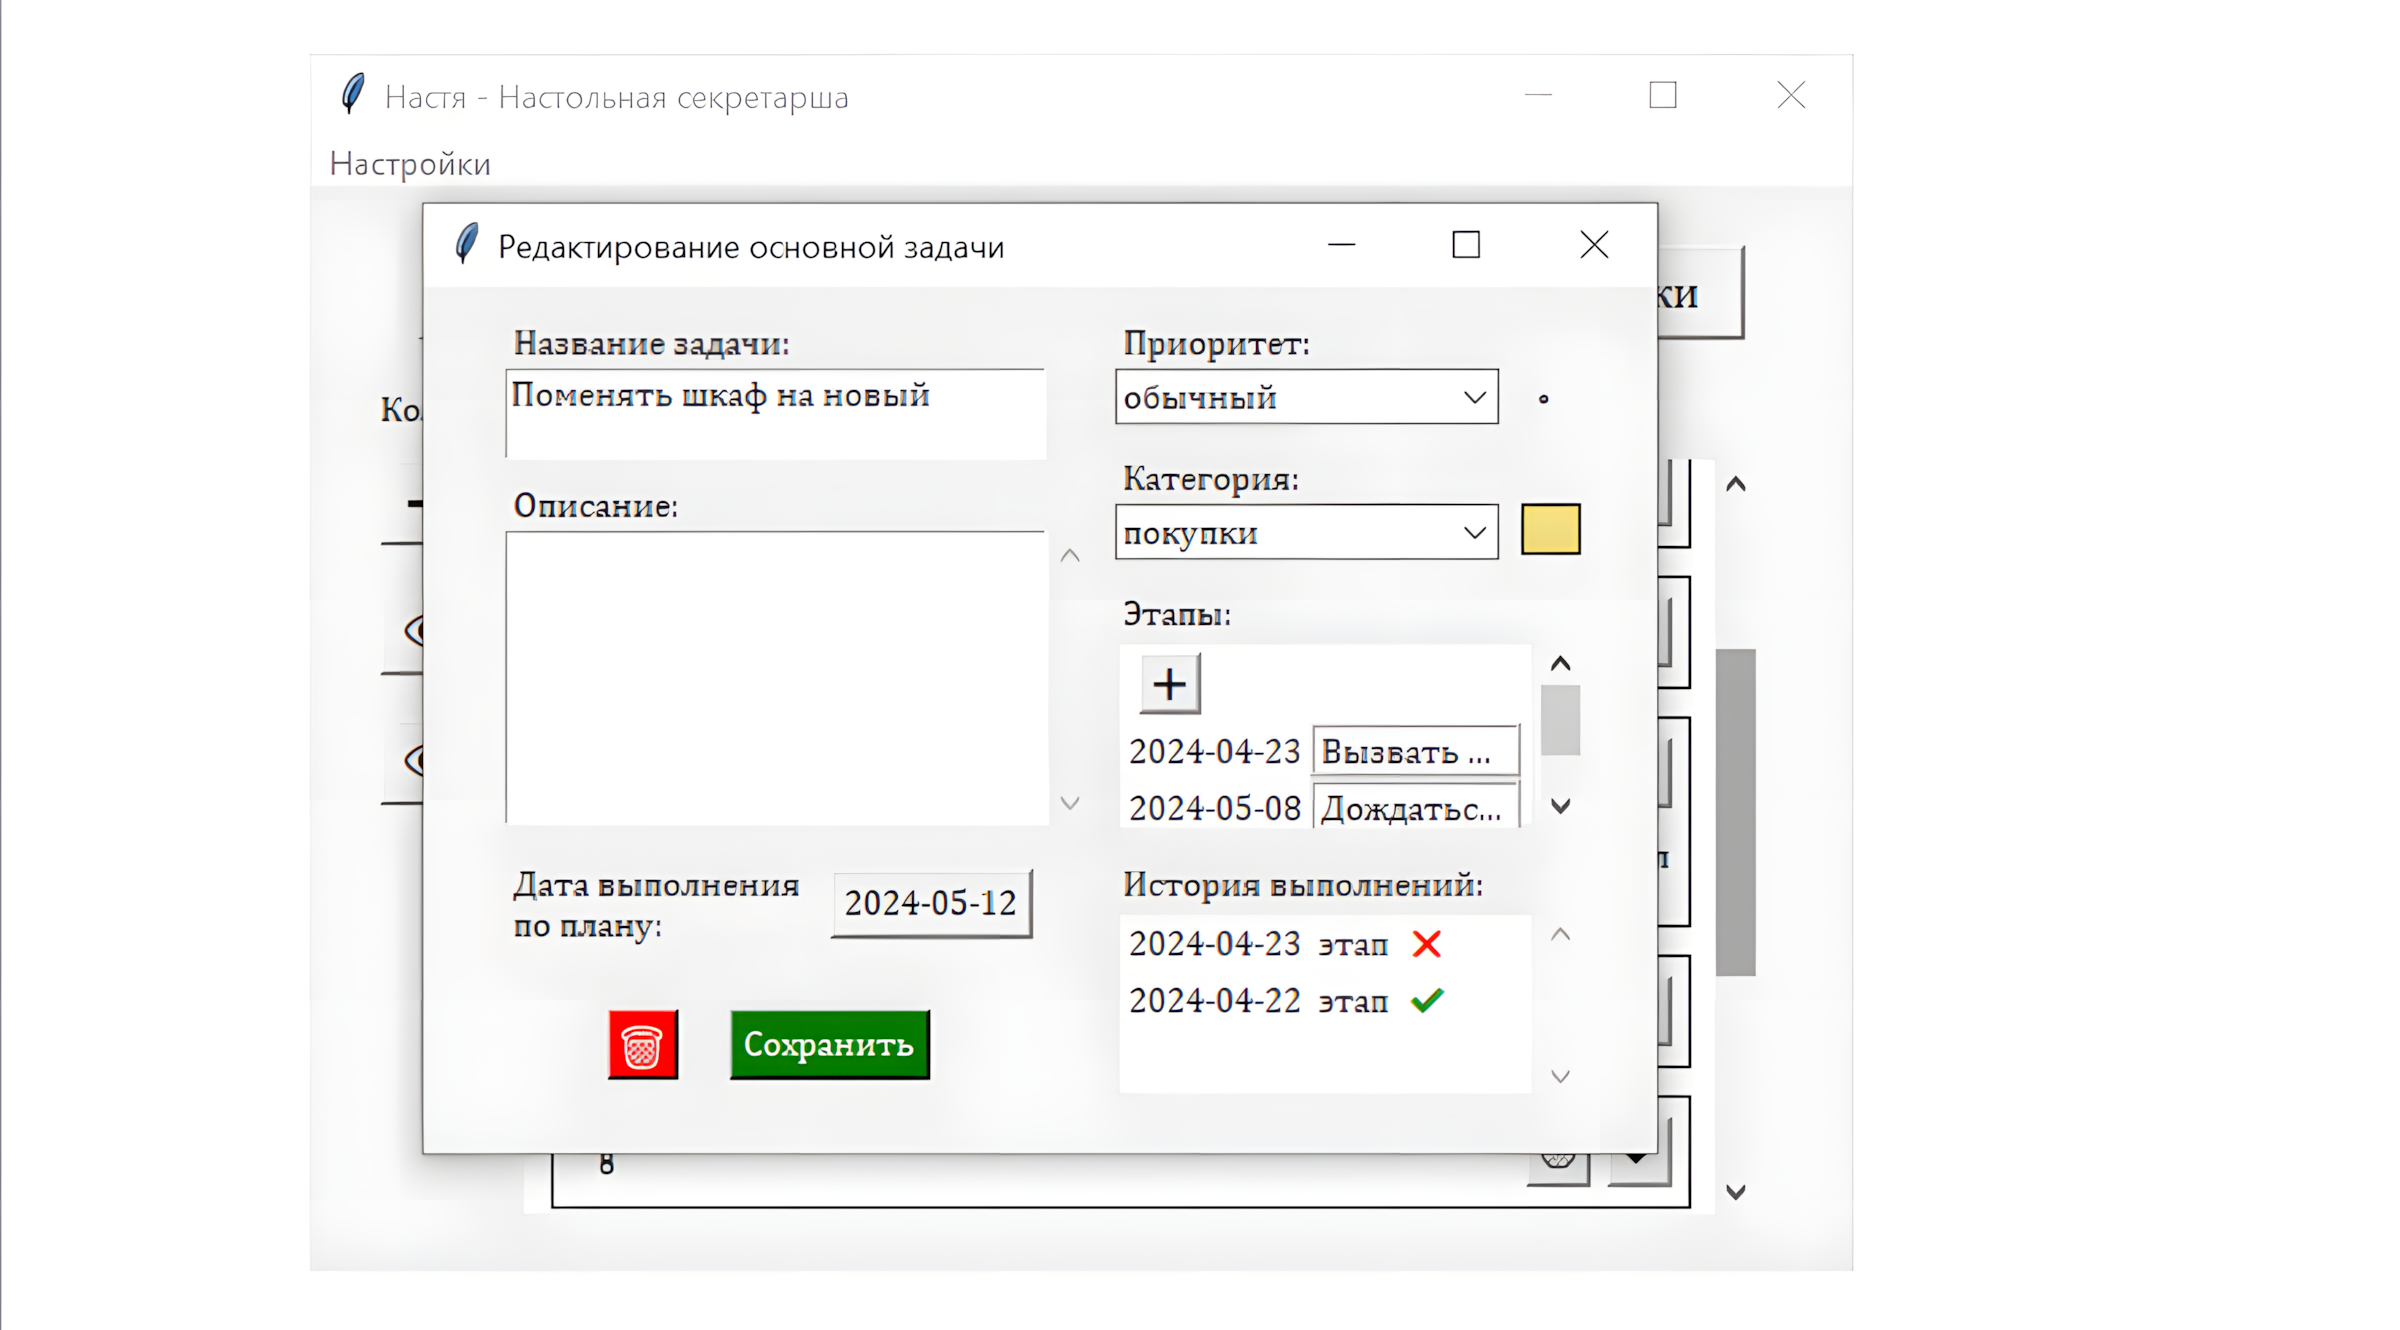 Настя - Настольная секретарша
Настройки
Редактирование основной задачи
Название задачи:
Поменять шкаф на новый
Описание:
Дата выполнения
по плану:
2024-05-12
Сохранить
Приоритет:
обычный
Категория:
покупки
Этапы:
+
2024-04-23 Вызвать ...
2024-05-08 Дождатьс...
История выполнений:
2024-04-23 этап
2024-04-22 этап
8